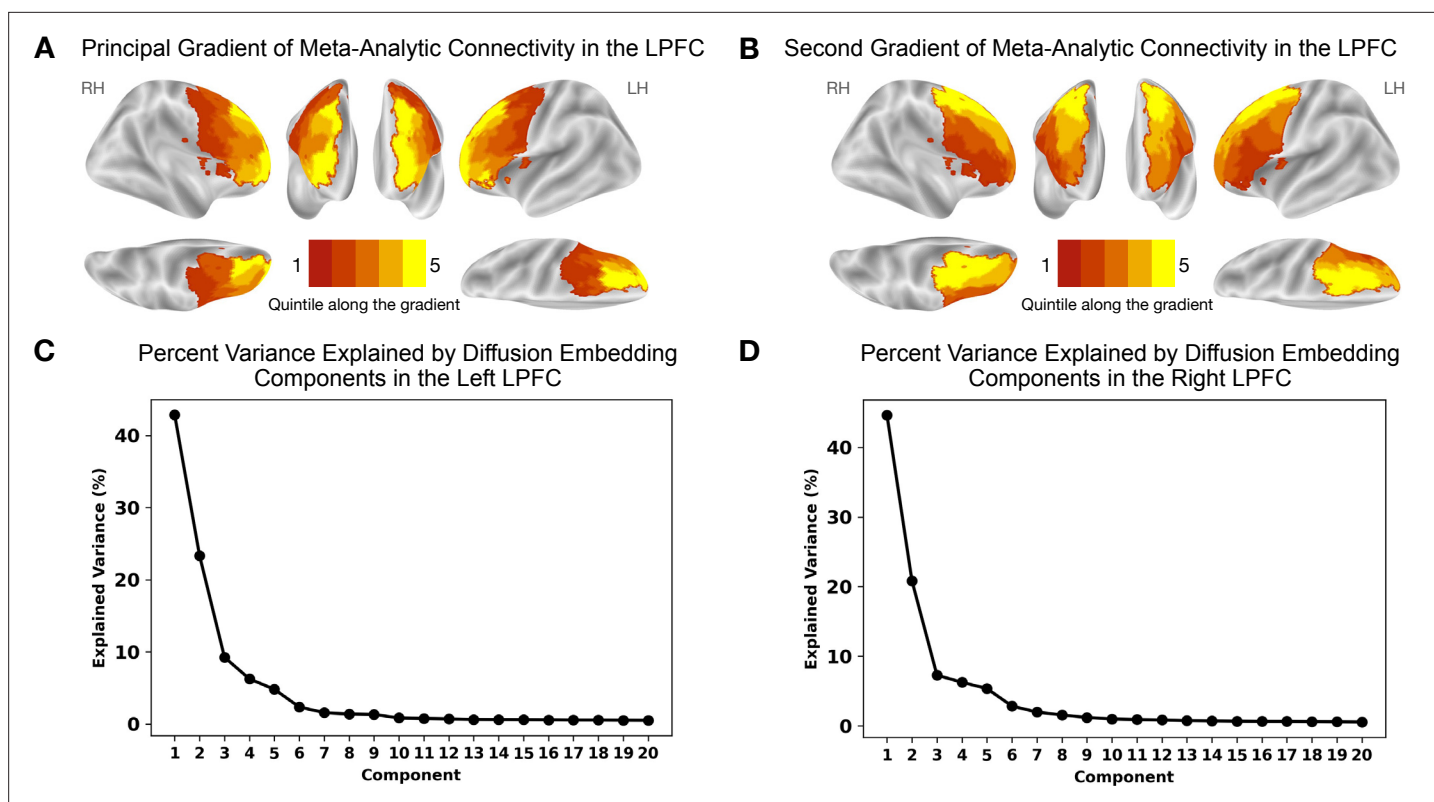 A Principal Gradient of Meta-Analytic Connectivity in the LPFC
RH
LH
1
5
Quintile along the gradient
B Second Gradient of Meta-Analytic Connectivity in the LPFC
RH
LH
1
5
Quintile along the gradient
C Percent Variance Explained by Diffusion Embedding
Components in the Left LPFC
Explained Variance (%)
40
30
20
10
0
1 2 3 4 5 6 7 8 9 10 11 12 13 14 15 16 17 18 19 20
Component
D Percent Variance Explained by Diffusion Embedding
Components in the Right LPFC
Explained Variance (%)
40
30
20
10
0
1 2 3 4 5 6 7 8 9 10 11 12 13 14 15 16 17 18 19 20
Component